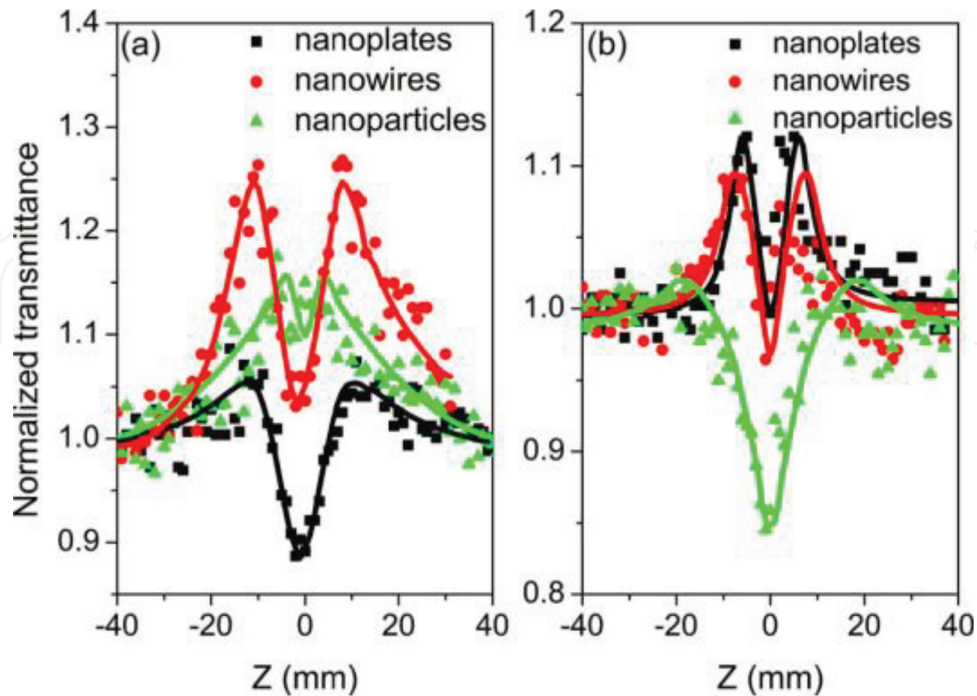 Normalized transmittance
(a)
nanoplates
nanowires
nanoparticles
1.4
1.3
1.2
1.1
1.0
0.9
-40 -20 0 20 40
Z (mm)
(b)
nanoplates
nanowires
nanoparticles
1.2
1.1
1.0
0.9
0.8
-40 -20 0 20 40
Z (mm)